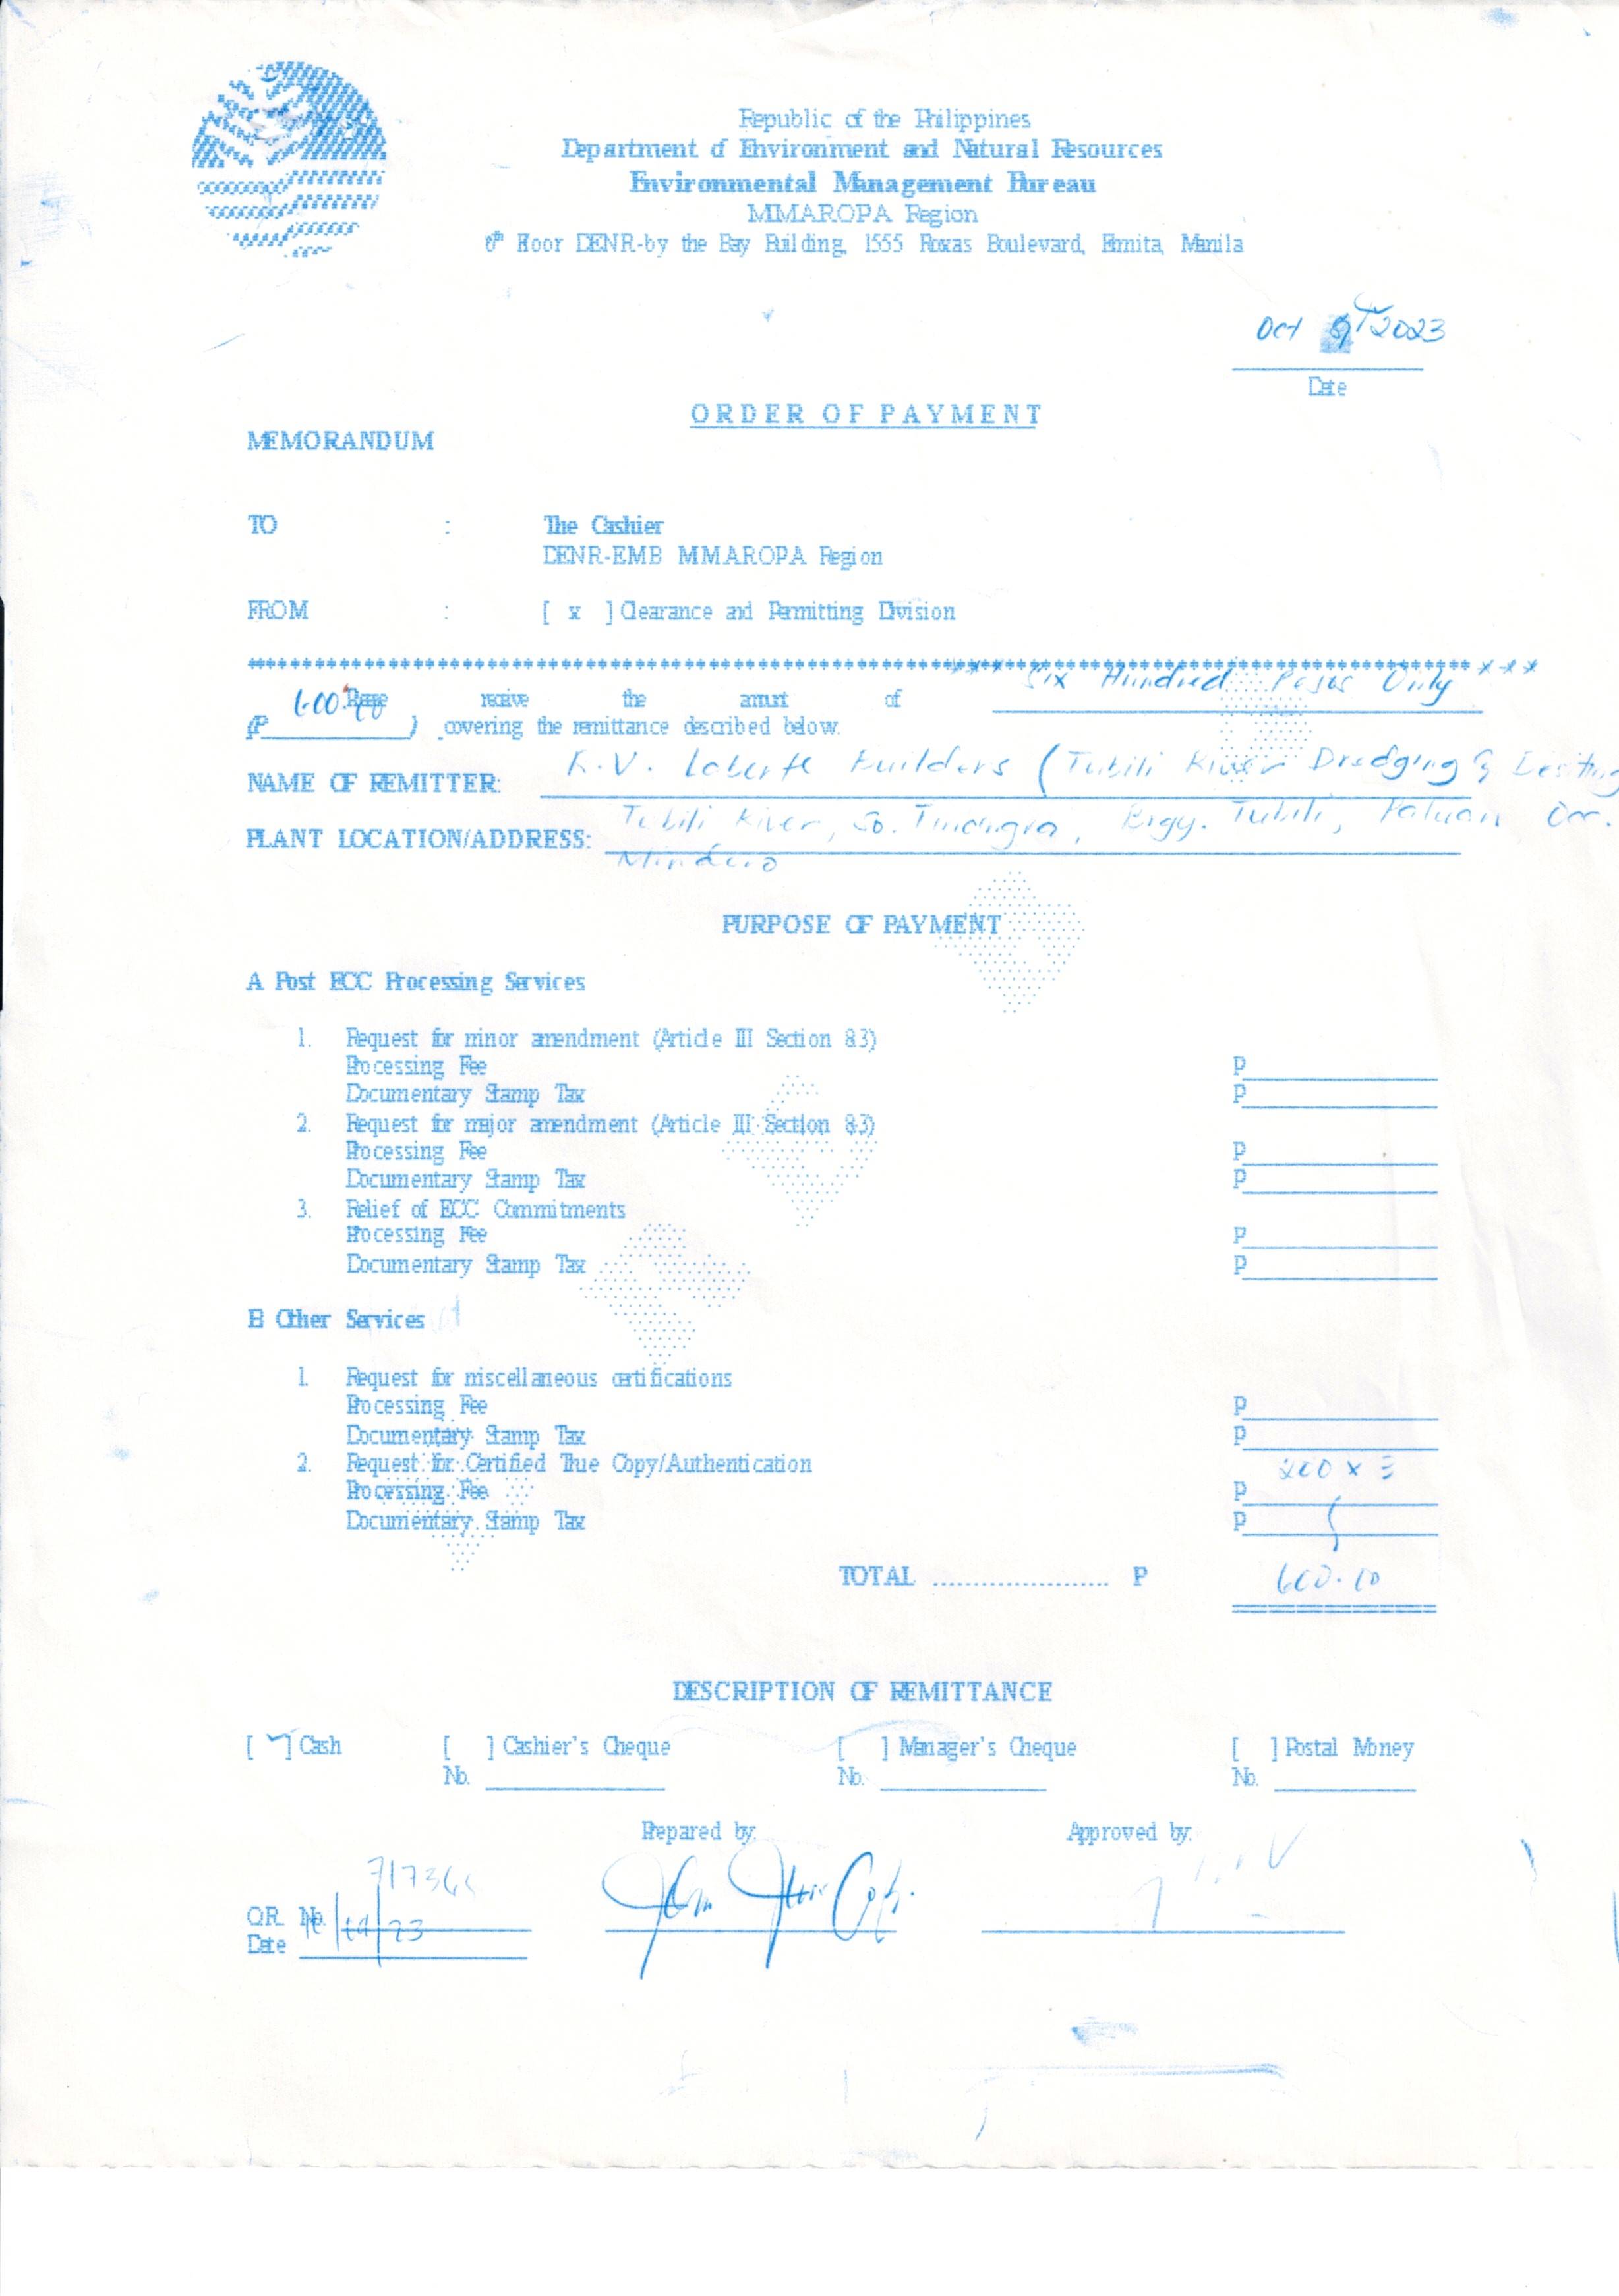 Republic of the Philippines
Department of Environment and Natural Resources
Environmental Management Bureau
MIMAROPA Region
6th Floor DENR-by the Bay Building, 1555 Roxas Boulevard, Ermita, Manila
Oct 2023
Date
ORDER OF PAYMENT
MEMORANDUM
TO : The Cashier
DENR-EMB MIMAROPA Region
FROM : [ x ] Clearance and Permitting Division
*** Six Hundred Pesos Only ***
Please receive the amount of
(P 600.00) covering the remittance described below.
NAME OF REMITTER: Builders (Tubili River Dredging &
PLANT LOCATION/ADDRESS: Tubili River, So. Brgy. Tubili, Paluan Occ.
Mindoro
PURPOSE OF PAYMENT
A Post ECC Processing Services
1. Request for minor amendment (Article III Section 8.3)
Processing Fee P
Documentary Stamp Tax P
2. Request for major amendment (Article III Section 8.3)
Processing Fee P
Documentary Stamp Tax P
3. Relief of ECC Commitments
Processing Fee P
Documentary Stamp Tax P
B Other Services
1. Request for miscellaneous certifications
Processing Fee P
Documentary Stamp Tax P
2. Request for Certified True Copy/Authentication 200 x 3
Processing Fee P
Documentary Stamp Tax P
TOTAL ........................ P 600.00
DESCRIPTION OF REMITTANCE
[ ✓ ] Cash [ ] Cashier's Cheque [ ] Manager's Cheque [ ] Postal Money
No. No. No.
Prepared by: Approved by:
O.R. No.
Date